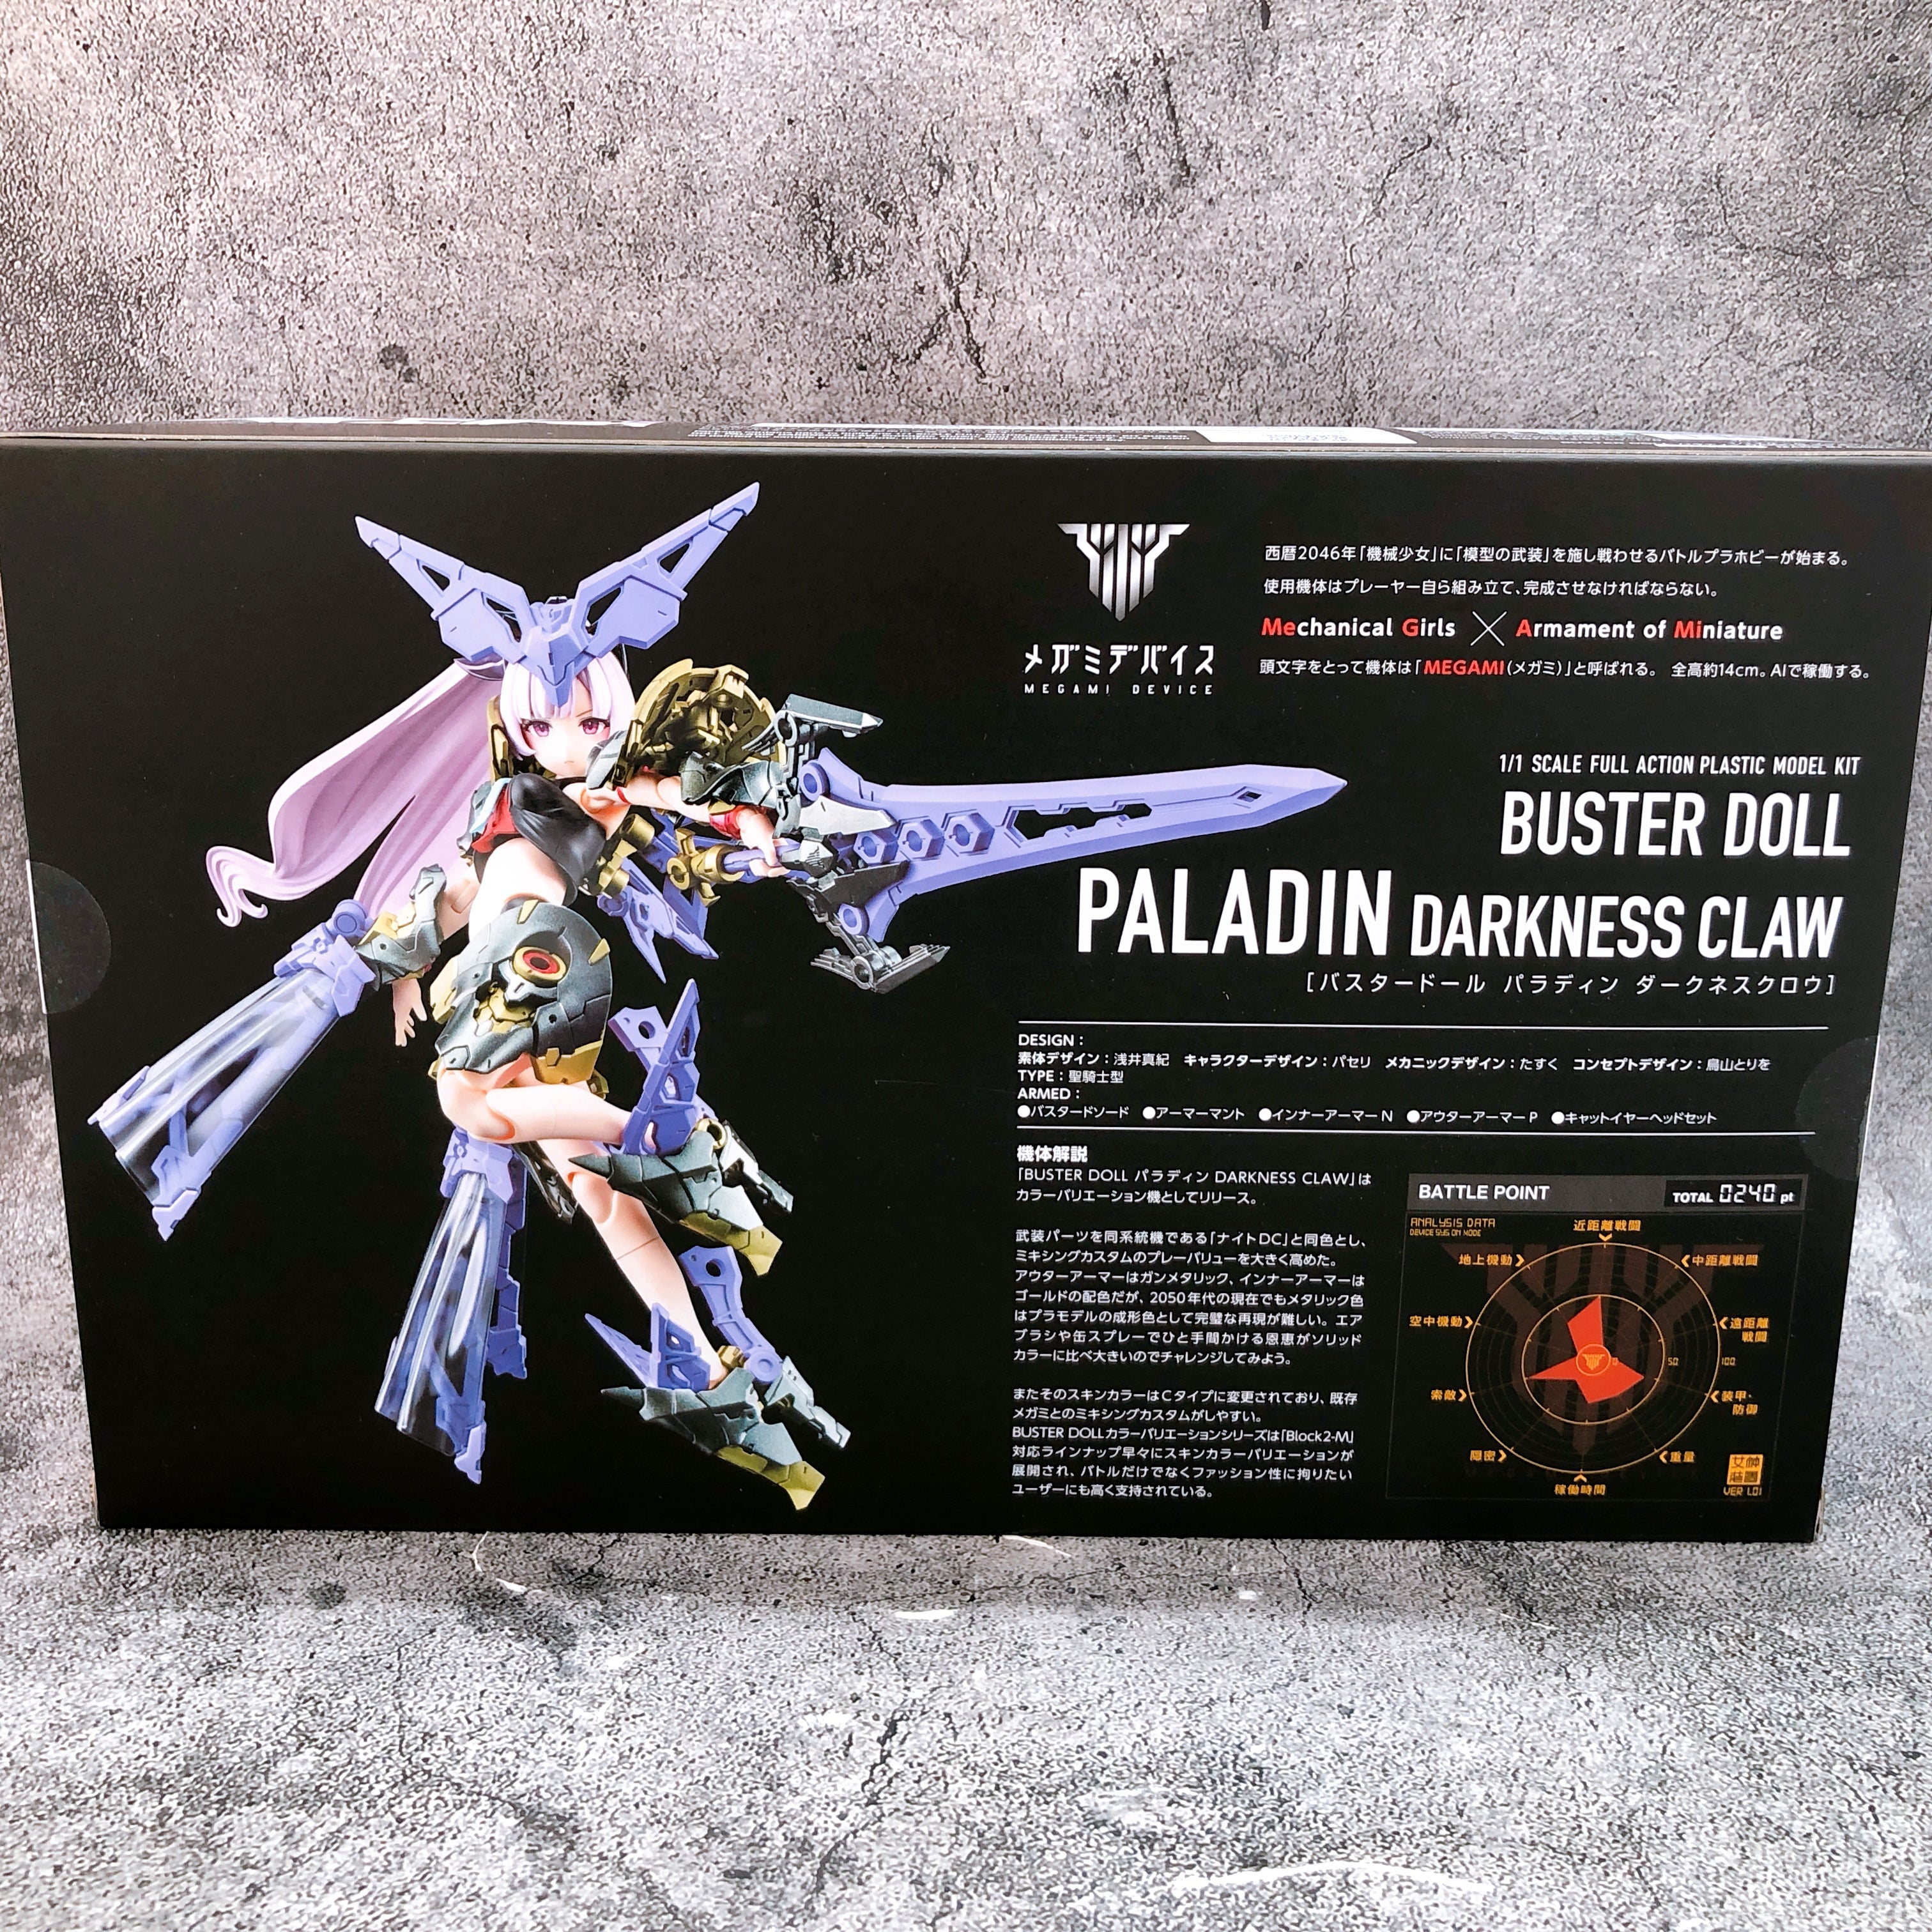 メガミデバイス
MEGAMI DEVICE
西暦2046年「機械少女」に「模型の武装」を施し戦わせるバトルプラホビーが始まる。
使用機体はプレーヤー自ら組み立て、完成させなければならない。
Mechanical Girls × Armament of Miniature
頭文字をとって機体は「MEGAMI(メガミ)」と呼ばれる。 全高約14cm。AIで稼働する。
1/1 SCALE FULL ACTION PLASTIC MODEL KIT
BUSTER DOLL
PALADIN DARKNESS CLAW
[バスタードール パラディン ダークネスクロウ]
DESIGN：
素体デザイン：浅井真紀 キャラクターデザイン：パセリ メカニックデザイン：たすく コンセプトデザイン：鳥山とりを
TYPE：聖騎士型
ARMED：
●バスタードソード ●アーマーマント ●インナーアーマー N ●アウターアーマー P ●キャットイヤーヘッドセット
機体解説
「BUSTER DOLL パラディン DARKNESS CLAW」は
カラーバリエーション機としてリリース。
武装パーツを同系統機である「ナイトDC」と同色とし、
ミキシングカスタムのプレーバリューを大きく高めた。
アウターアーマーはガンメタリック、インナーアーマーは
ゴールドの配色だが、2050年代の現在でもメタリック色
はプラモデルの成形色として完璧な再現が難しい。エア
ブラシや缶スプレーでひと手間かける恩恵がソリッド
カラーに比べ大きいのでチャレンジしてみよう。
またそのスキンカラーはCタイプに変更されており、既存
メガミとのミキシングカスタムがしやすい。
BUSTER DOLLカラーバリエーションシリーズは「Block2-M」
対応ラインナップ早々にスキンカラーバリエーションが
展開され、バトルだけでなくファッション性に拘りたい
ユーザーにも高く支持されている。
BATTLE POINT
TOTAL 0240 pt
ANALYSIS DATA
DEVICE SYS ON MODE
近距離戦闘
地上機動
中距離戦闘
空中機動
遠距離
戦闘
0 50 100
索敵
装甲・
防御
隠密
重量
稼働時間
女神
装置
VER 1.01